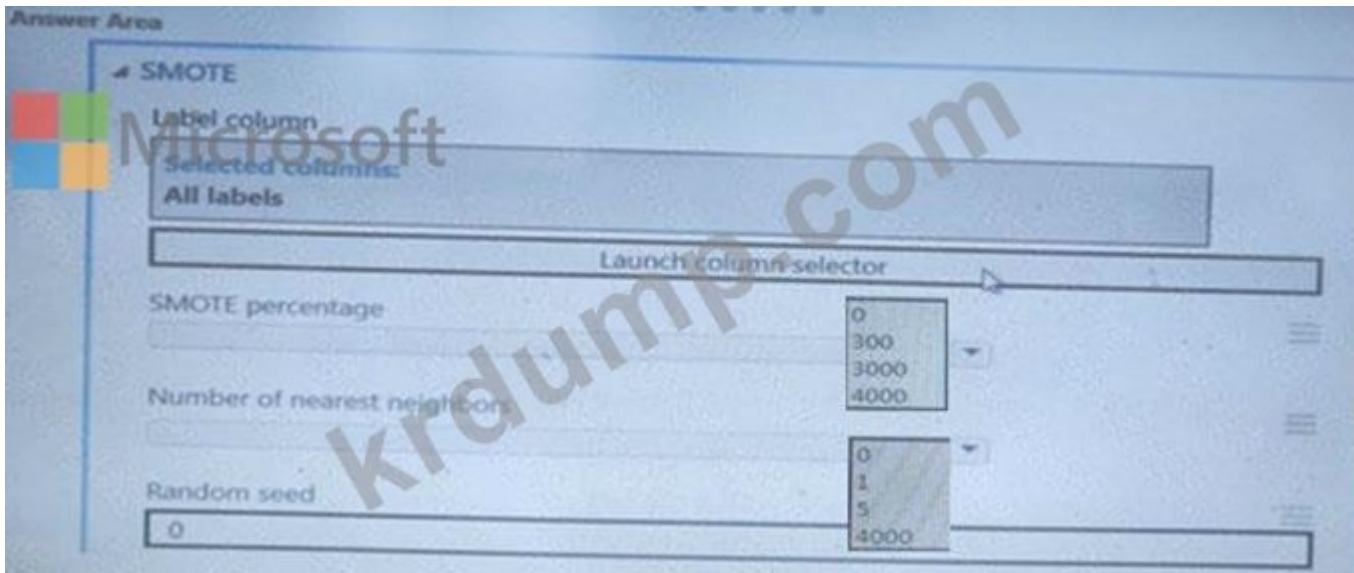 Answer Area
SMOTE
Label column
Microsoft
Selected columns:
All labels
Launch column selector
SMOTE percentage
0
300
3000
4000
Number of nearest neighbors
0
1
5
4000
Random seed
0
krdump.com